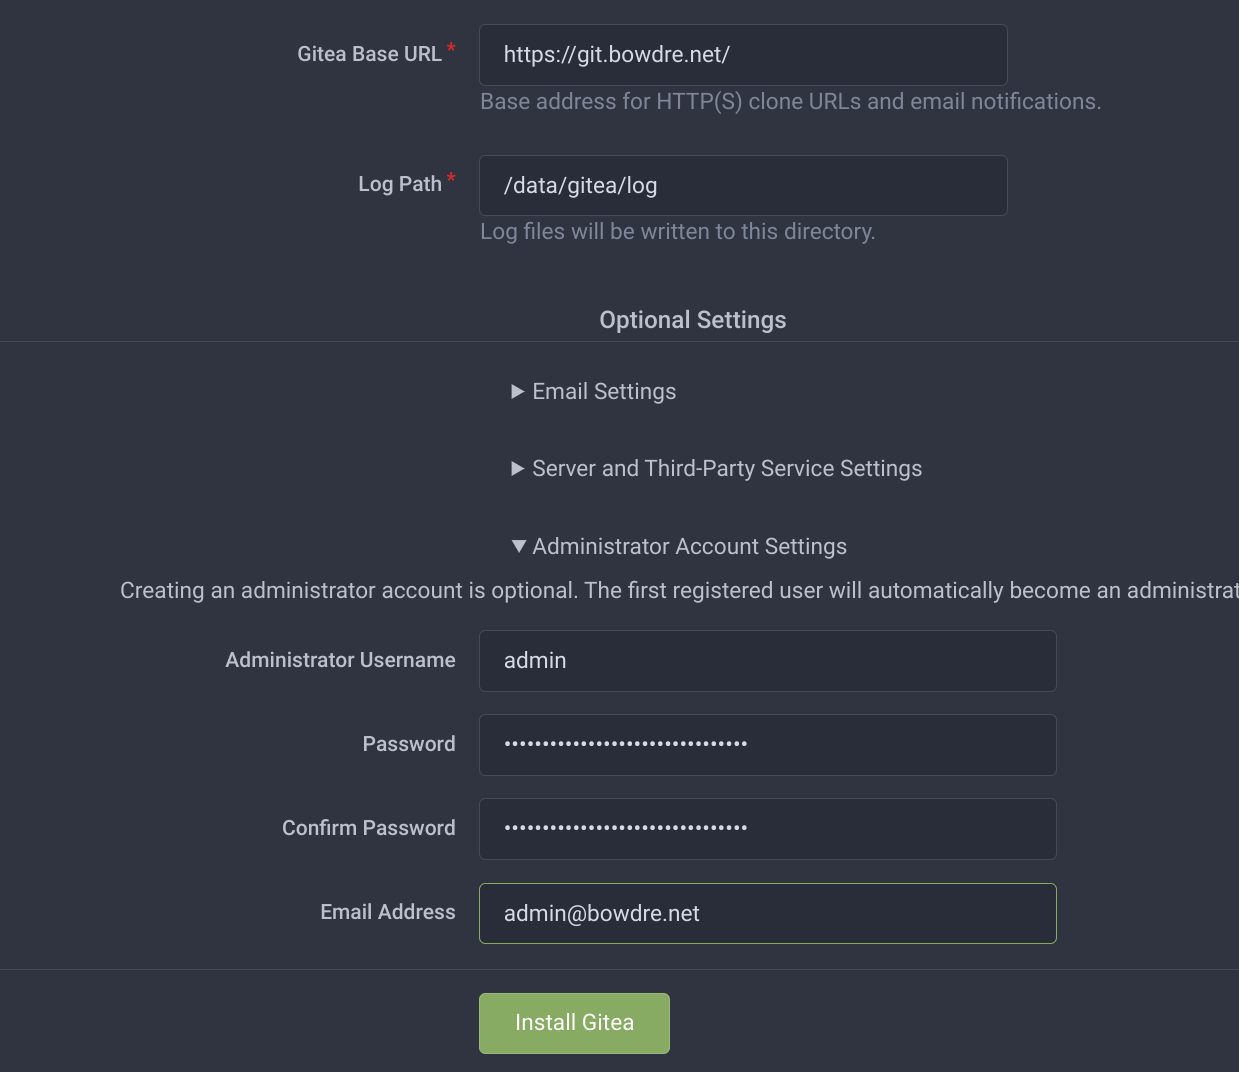 Gitea Base URL *
https://git.bowdre.net/
Base address for HTTP(S) clone URLs and email notifications.
Log Path *
/data/gitea/log
Log files will be written to this directory.
Optional Settings
▶ Email Settings
▶ Server and Third-Party Service Settings
▼ Administrator Account Settings
Creating an administrator account is optional. The first registered user will automatically become an administrat
Administrator Username
admin
Password
••••••••••••••••••••••••••••••••
Confirm Password
••••••••••••••••••••••••••••••••
Email Address
admin@bowdre.net
Install Gitea